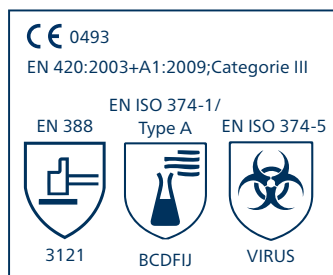 CE 0493
EN 420:2003+A1:2009;Categorie III
EN 388
EN ISO 374-1/
Type A
EN ISO 374-5
3121
BCDFIJ
VIRUS